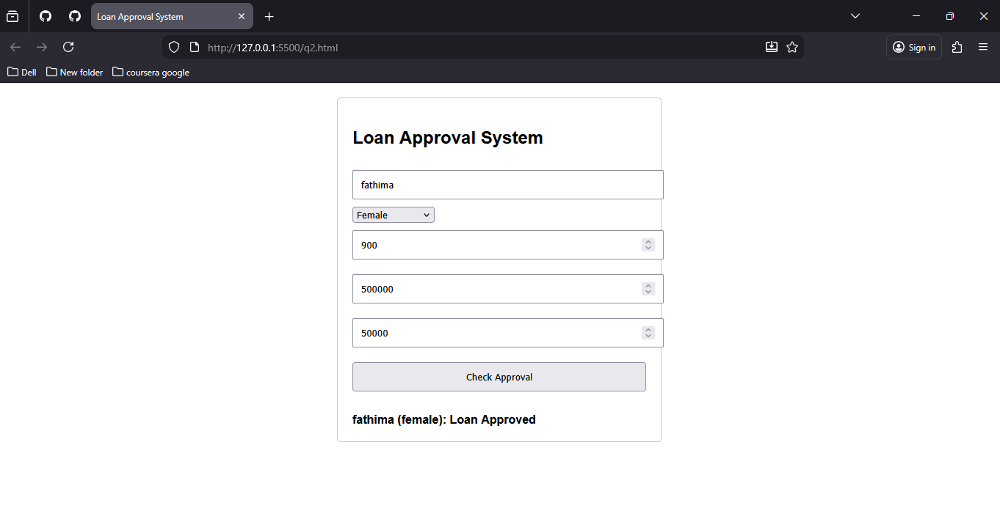 Loan Approval System
Sign in
http://127.0.0.1:5500/q2.html
Dell
New folder
coursera google
Loan Approval System
fathima
Female
900
500000
50000
Check Approval
fathima (female): Loan Approved